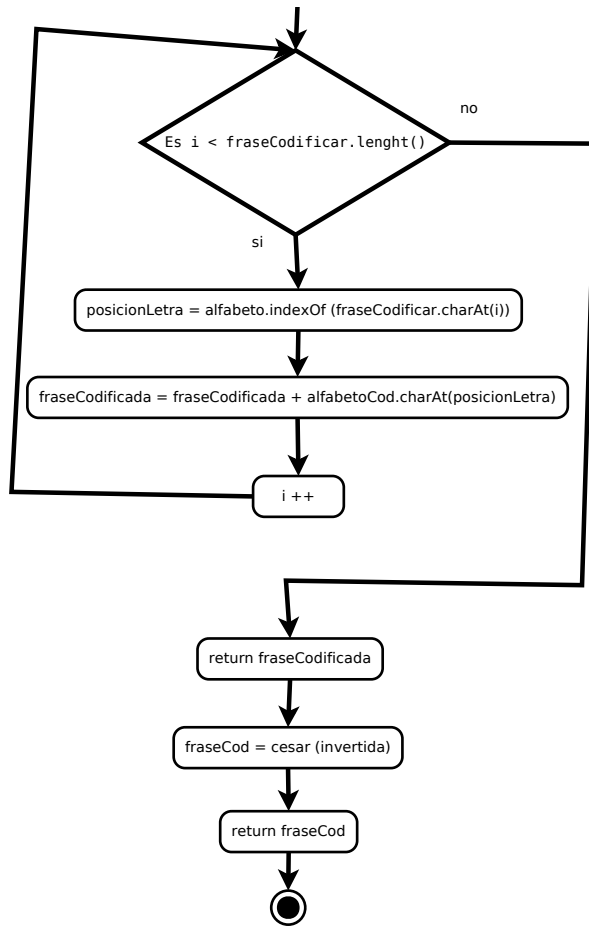 no
Es i < fraseCodificar.lenght()
si
posicionLetra = alfabeto.indexOf (fraseCodificar.charAt(i))
fraseCodificada = fraseCodificada + alfabetoCod.charAt(posicionLetra)
i ++
return fraseCodificada
fraseCod = cesar (invertida)
return fraseCod